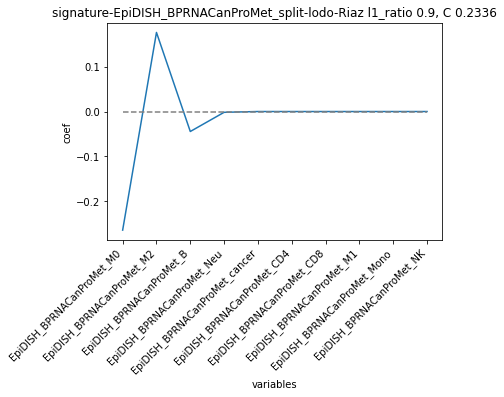 signature-EpiDISH_BPRNACanProMet_split-lodo-Riaz l1_ratio 0.9, C 0.2336
0.1
0.0
−0.1
−0.2
coef
EpiDISH_BPRNACanProMet_M0
EpiDISH_BPRNACanProMet_M2
EpiDISH_BPRNACanProMet_B
EpiDISH_BPRNACanProMet_Neu
EpiDISH_BPRNACanProMet_cancer
EpiDISH_BPRNACanProMet_CD4
EpiDISH_BPRNACanProMet_CD8
EpiDISH_BPRNACanProMet_M1
EpiDISH_BPRNACanProMet_Mono
EpiDISH_BPRNACanProMet_NK
variables